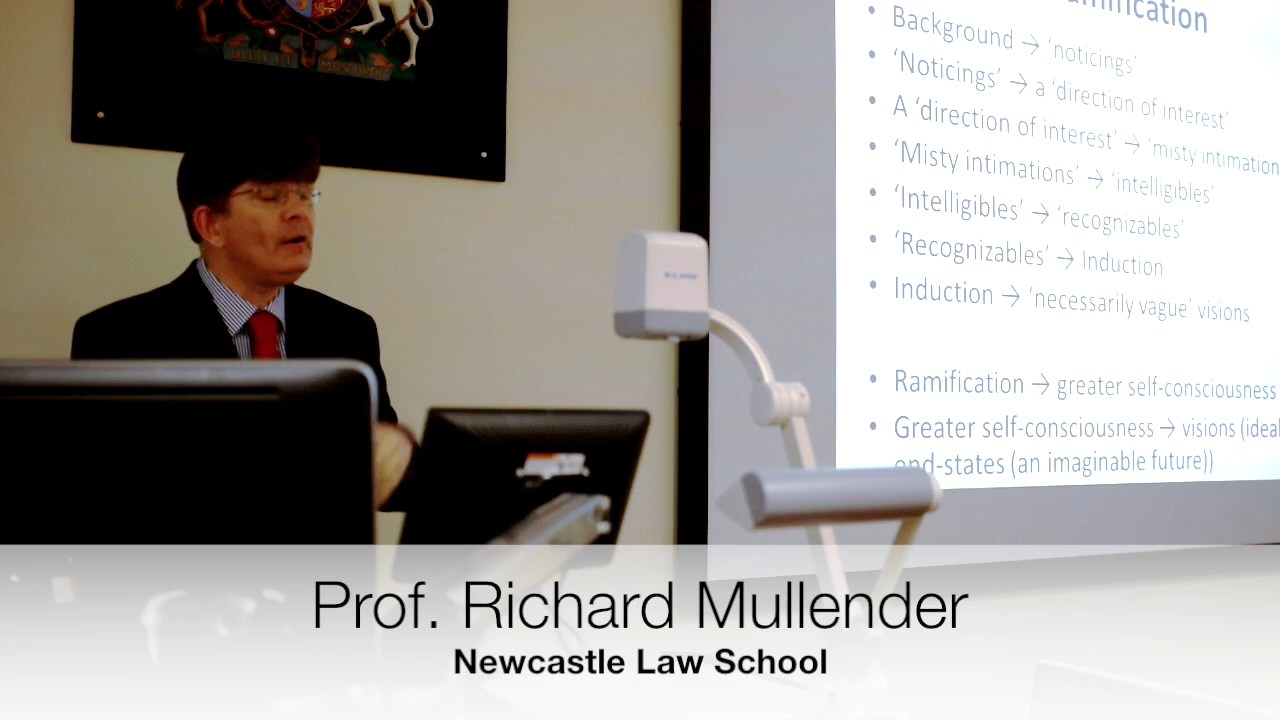 Background → 'noticings'
'Noticings' → a 'direction of interest'
A 'direction of interest' → 'misty intimation
'Misty intimations' → 'intelligibles'
'Intelligibles' → 'recognizables'
'Recognizables' → Induction
Induction → 'necessarily vague' visions
Ramification → greater self-consciousness
Greater self-consciousness → visions (ideal
end-states (an imaginable future))
Prof. Richard Mullender
Newcastle Law School